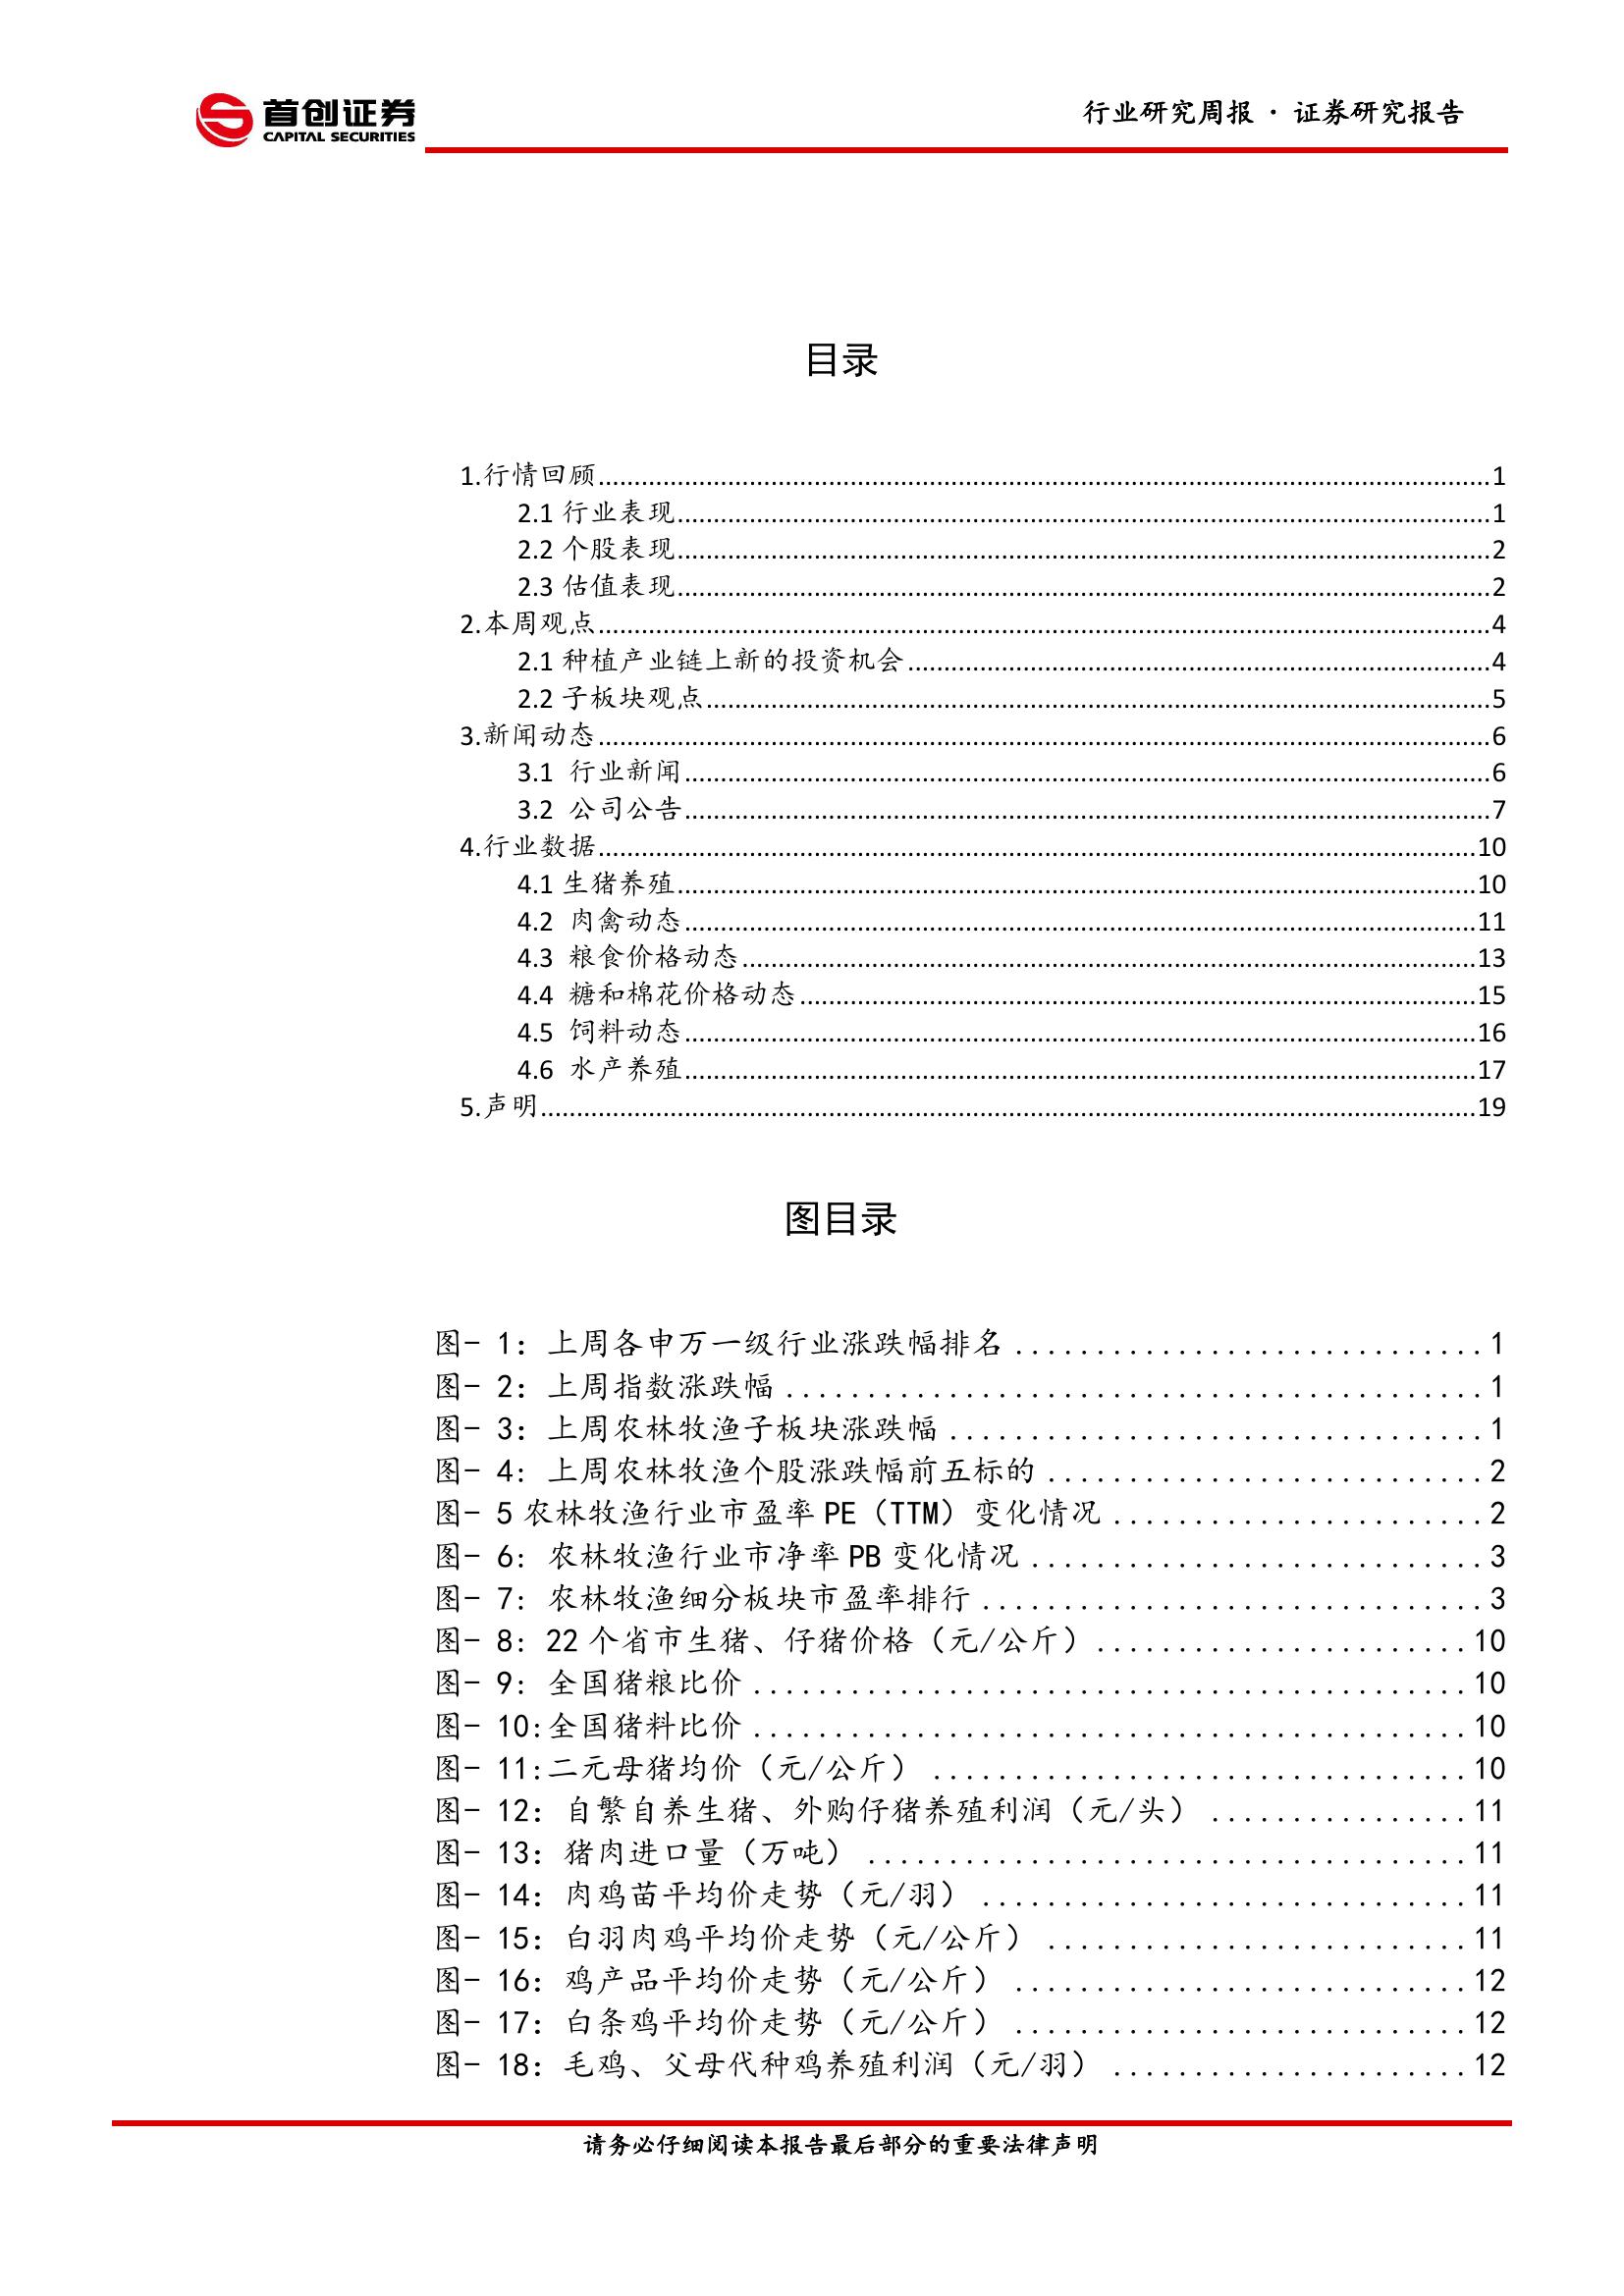 首创证券
CAPITAL SECURITIES
行业研究周报 · 证券研究报告
目录
1.行情回顾........................................1
2.1 行业表现........................................1
2.2 个股表现........................................2
2.3 估值表现........................................2
2.本周观点........................................4
2.1 种植产业链上新的投资机会........................................4
2.2 子板块观点........................................5
3.新闻动态........................................6
3.1 行业新闻........................................6
3.2 公司公告........................................7
4.行业数据........................................10
4.1 生猪养殖........................................10
4.2 肉禽动态........................................11
4.3 粮食价格动态........................................13
4.4 糖和棉花价格动态........................................15
4.5 饲料动态........................................16
4.6 水产养殖........................................17
5.声明........................................19
图目录
图- 1：上周各申万一级行业涨跌幅排名 ............................. 1
图- 2：上周指数涨跌幅 ........................................... 1
图- 3：上周农林牧渔子板块涨跌幅 ................................. 1
图- 4：上周农林牧渔个股涨跌幅前五标的 ........................... 2
图- 5 农林牧渔行业市盈率 PE（TTM）变化情况 ....................... 2
图- 6：农林牧渔行业市净率 PB 变化情况 ............................ 3
图- 7：农林牧渔细分板块市盈率排行 ............................... 3
图- 8：22 个省市生猪、仔猪价格（元/公斤）....................... 10
图- 9：全国猪粮比价 ............................................ 10
图- 10:全国猪料比价 ............................................ 10
图- 11:二元母猪均价（元/公斤） ................................. 10
图- 12：自繁自养生猪、外购仔猪养殖利润（元/头） ................ 11
图- 13：猪肉进口量（万吨） ..................................... 11
图- 14：肉鸡苗平均价走势（元/羽） .............................. 11
图- 15：白羽肉鸡平均价走势（元/公斤） .......................... 11
图- 16：鸡产品平均价走势（元/公斤） ............................ 12
图- 17：白条鸡平均价走势（元/公斤） ............................ 12
图- 18：毛鸡、父母代种鸡养殖利润（元/羽） ...................... 12
请务必仔细阅读本报告最后部分的重要法律声明